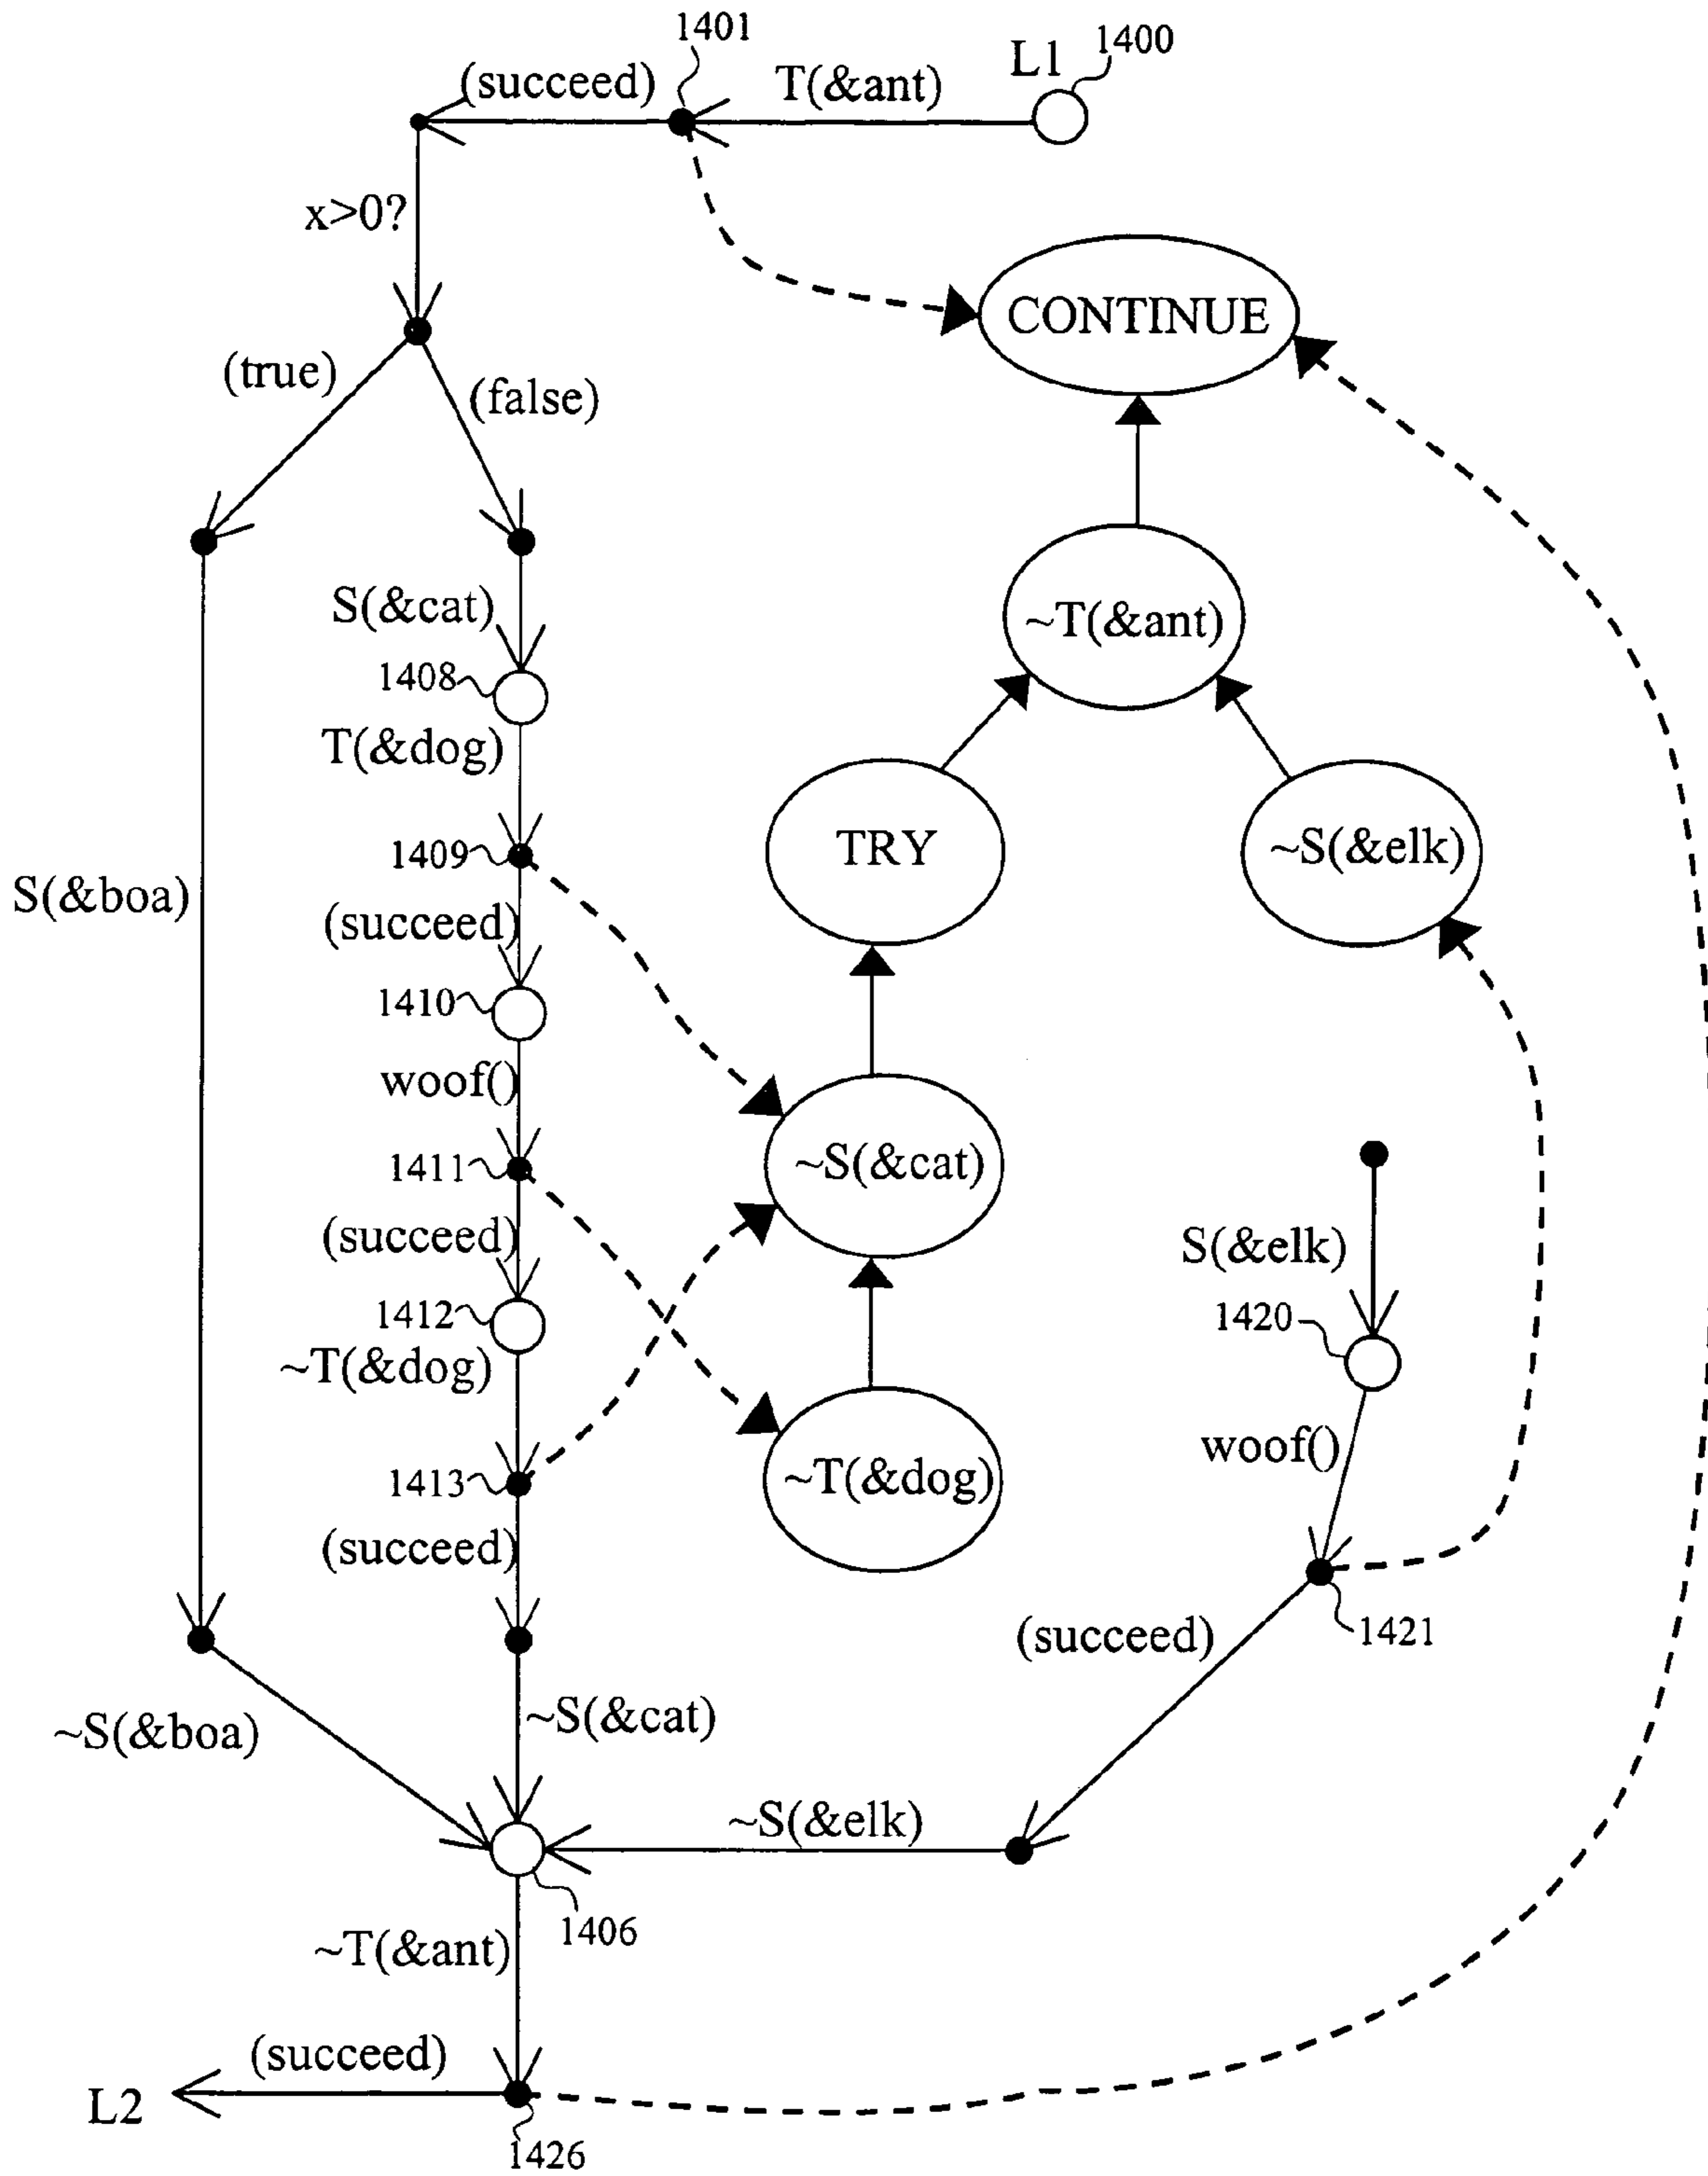 1401
L1
1400
(succeed)
T(&ant)
x>0?
CONTINUE
(true)
(false)
S(&cat)
~T(&ant)
1408
T(&dog)
1409
TRY
~S(&elk)
S(&boa)
(succeed)
1410
woof()
1411
~S(&cat)
(succeed)
S(&elk)
1412
1420
~T(&dog)
woof()
1413
~T(&dog)
(succeed)
(succeed)
1421
~S(&boa)
~S(&cat)
~S(&elk)
1406
~T(&ant)
(succeed)
L2
1426